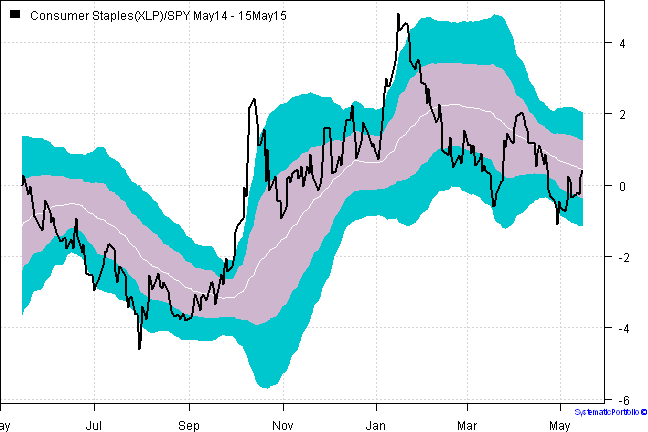 Consumer Staples(XLP)/SPY May14 - 15May15
4
2
0
-2
-4
-6
ay Jul Sep Nov Jan Mar May
SystematicPortfolio ©